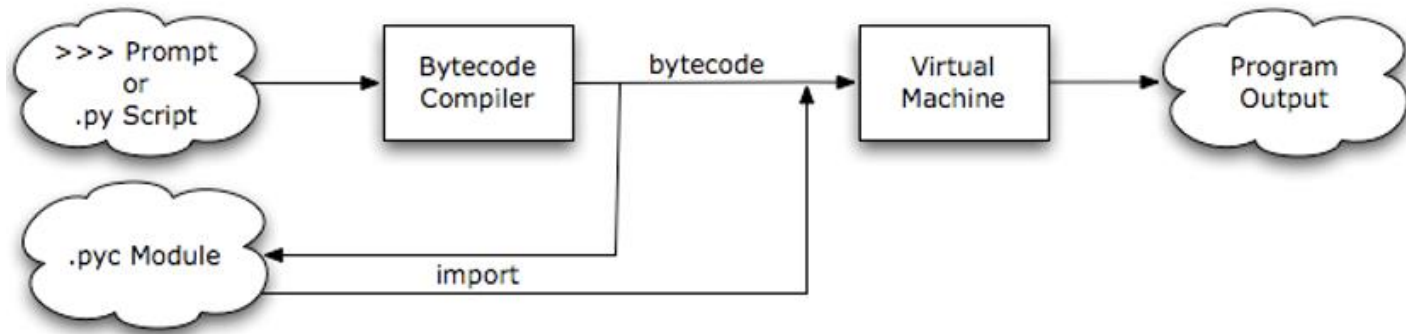 >>> Prompt
or
.py Script
Bytecode
Compiler
bytecode
Virtual
Machine
Program
Output
.pyc Module
import